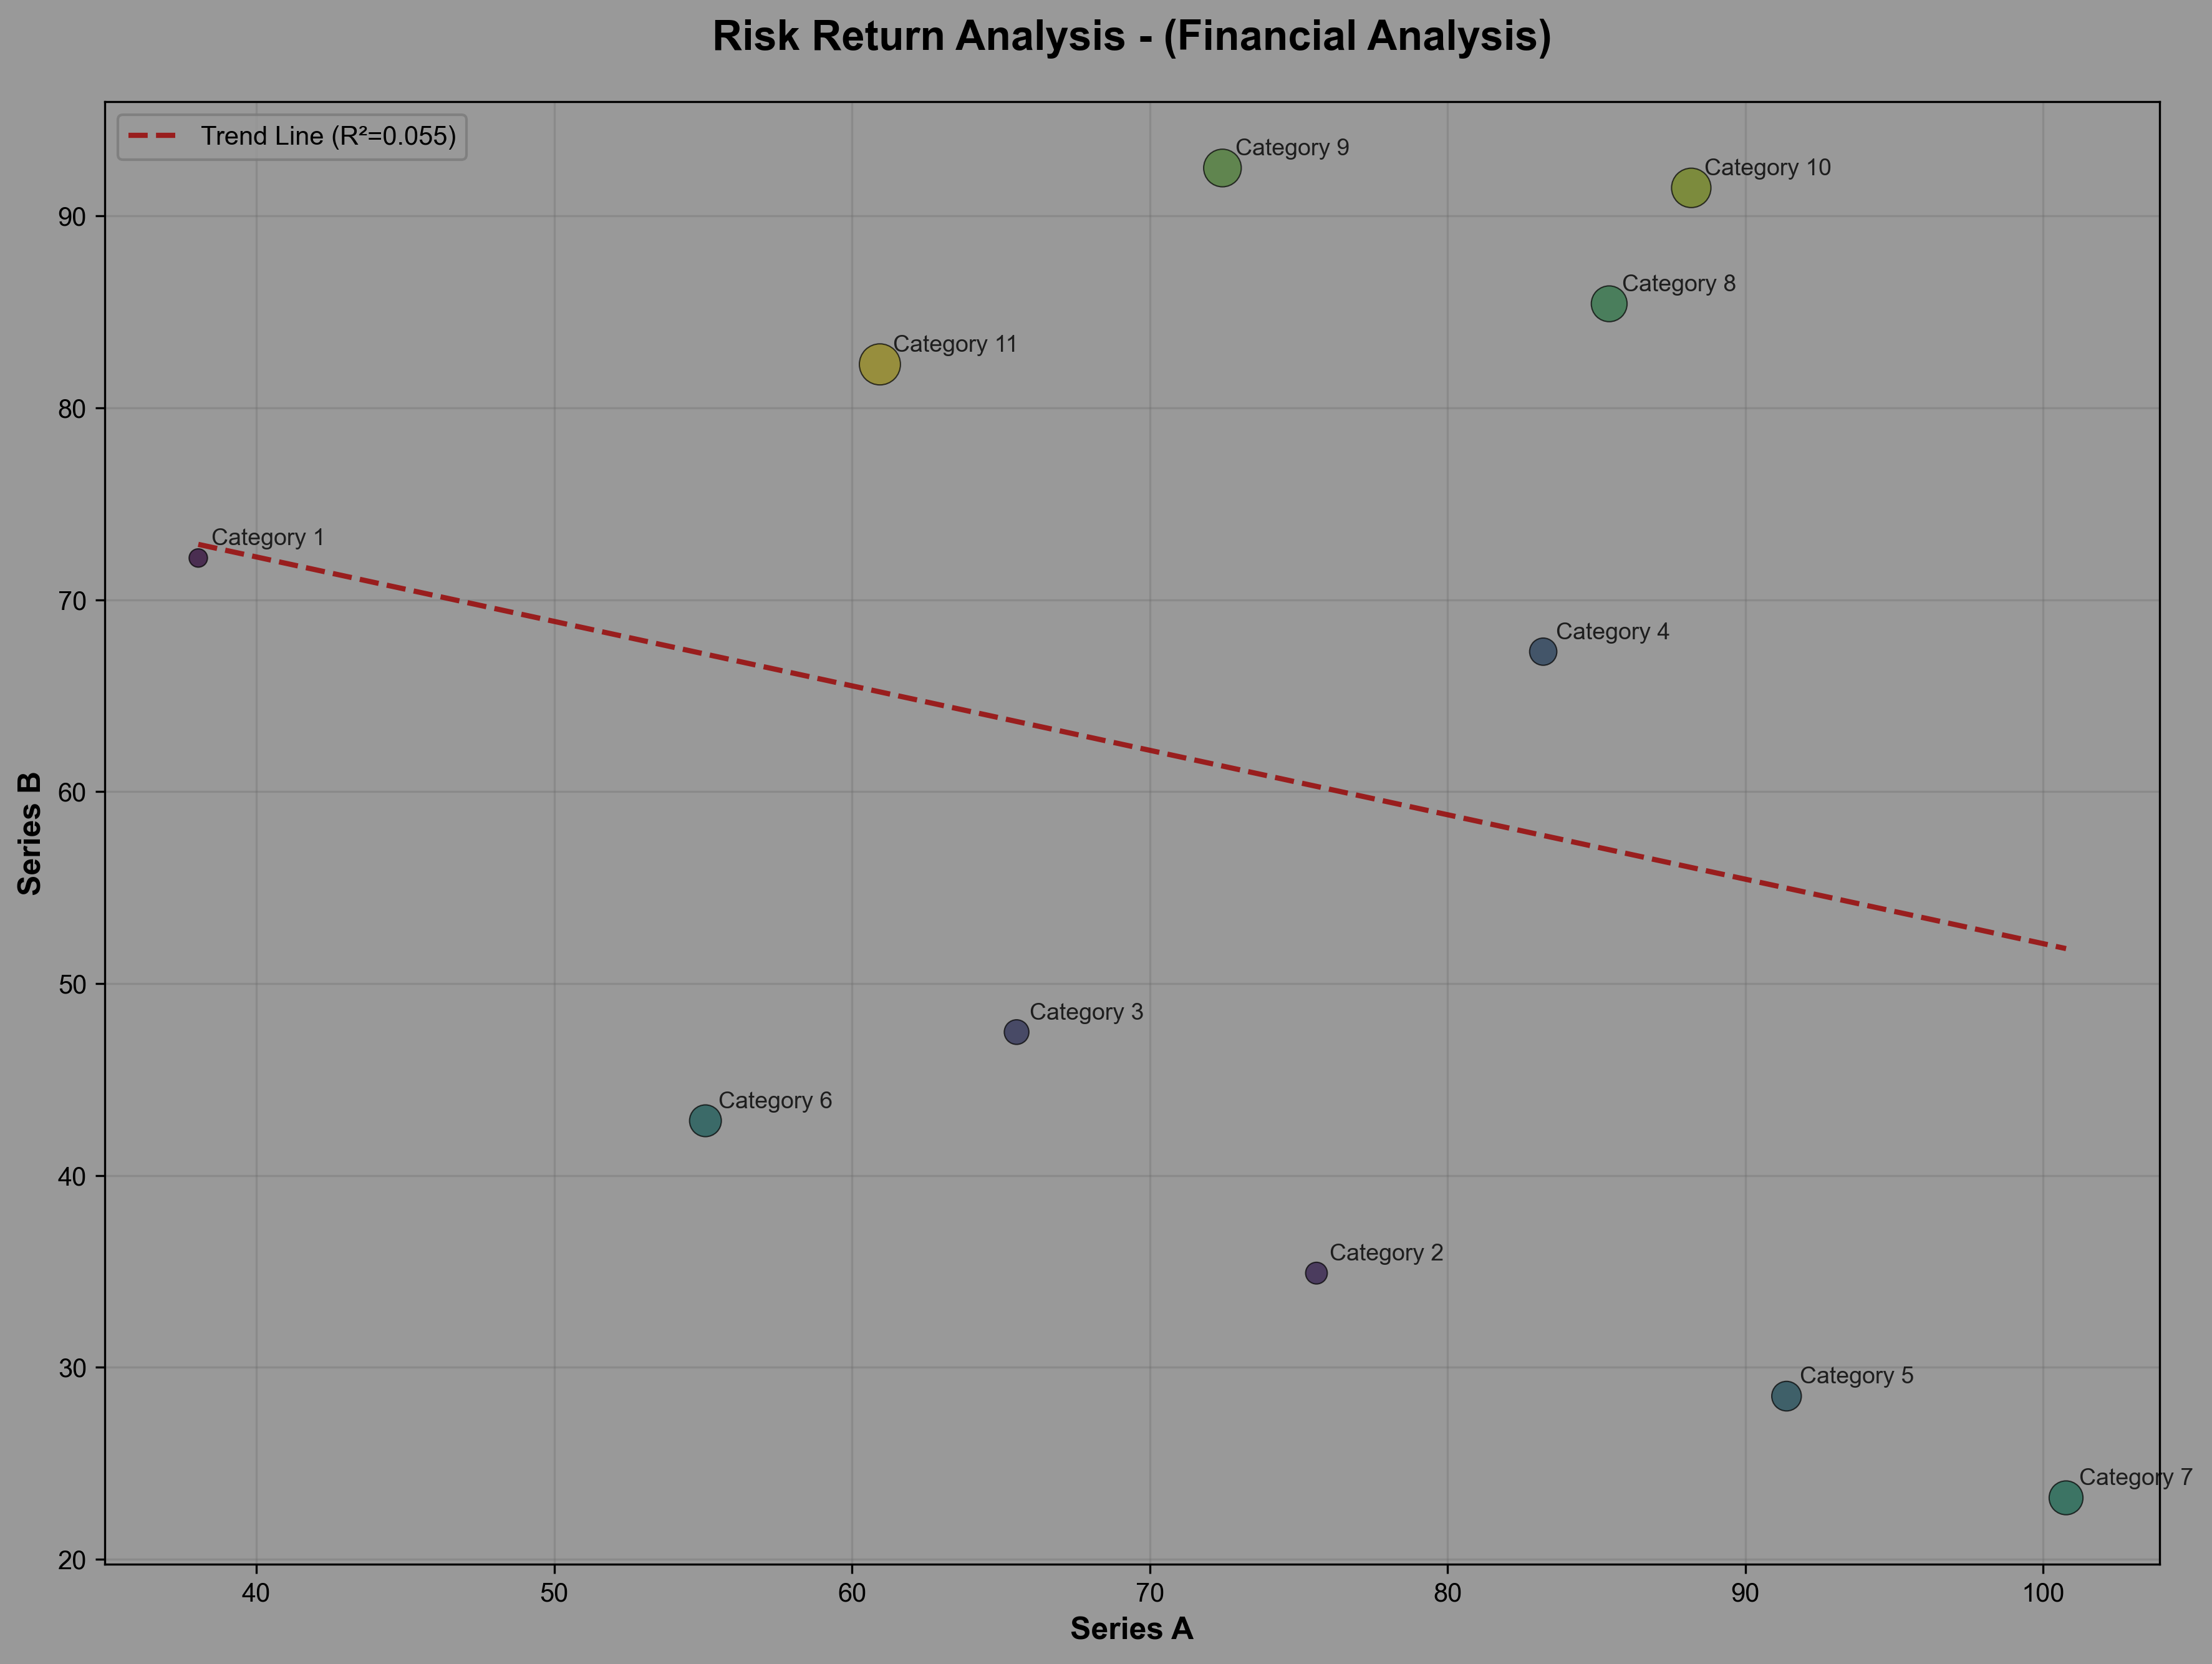 Risk Return Analysis - (Financial Analysis)
Trend Line (R²=0.055)
Category 9
Category 10
Category 8
Category 11
Category 1
Category 4
Category 3
Category 6
Category 2
Category 5
Category 7
90
80
70
60
50
40
30
20
Series B
40 50 60 70 80 90 100
Series A